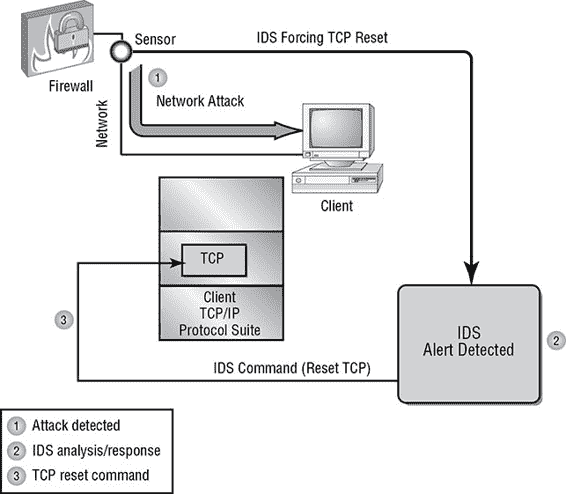 Sensor
IDS Forcing TCP Reset
Firewall
1
Network Attack
Network
Client
TCP
Client
TCP/IP
Protocol Suite
3
IDS
Alert Detected
2
IDS Command (Reset TCP)
1 Attack detected
2 IDS analysis/response
3 TCP reset command